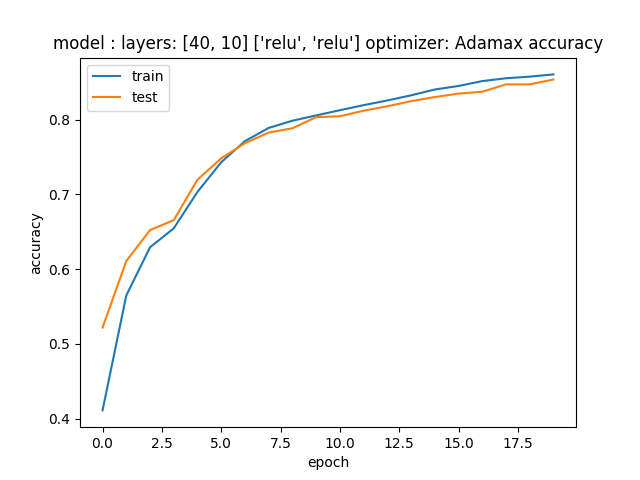 model : layers: [40, 10] ['relu', 'relu'] optimizer: Adamax accuracy
train
test
0.8
0.7
0.6
0.5
0.4
accuracy
0.0 2.5 5.0 7.5 10.0 12.5 15.0 17.5
epoch